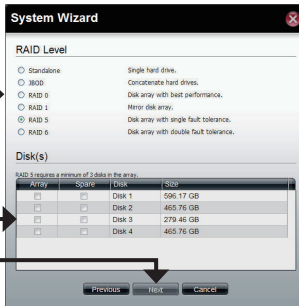 System Wizard
RAID Level
Standalone Single hard drive.
JBOD Concatenate hard drives.
RAID 0 Disk array with best performance.
RAID 1 Mirror disk array.
RAID 5 Disk array with single fault tolerance.
RAID 6 Disk array with double fault tolerance.
Disk(s)
RAID 5 requires a minimum of 3 disks in the array.
Array Spare Disk Size
Disk 1 596.17 GB
Disk 2 465.76 GB
Disk 3 279.46 GB
Disk 4 465.76 GB
Previous Next Cancel